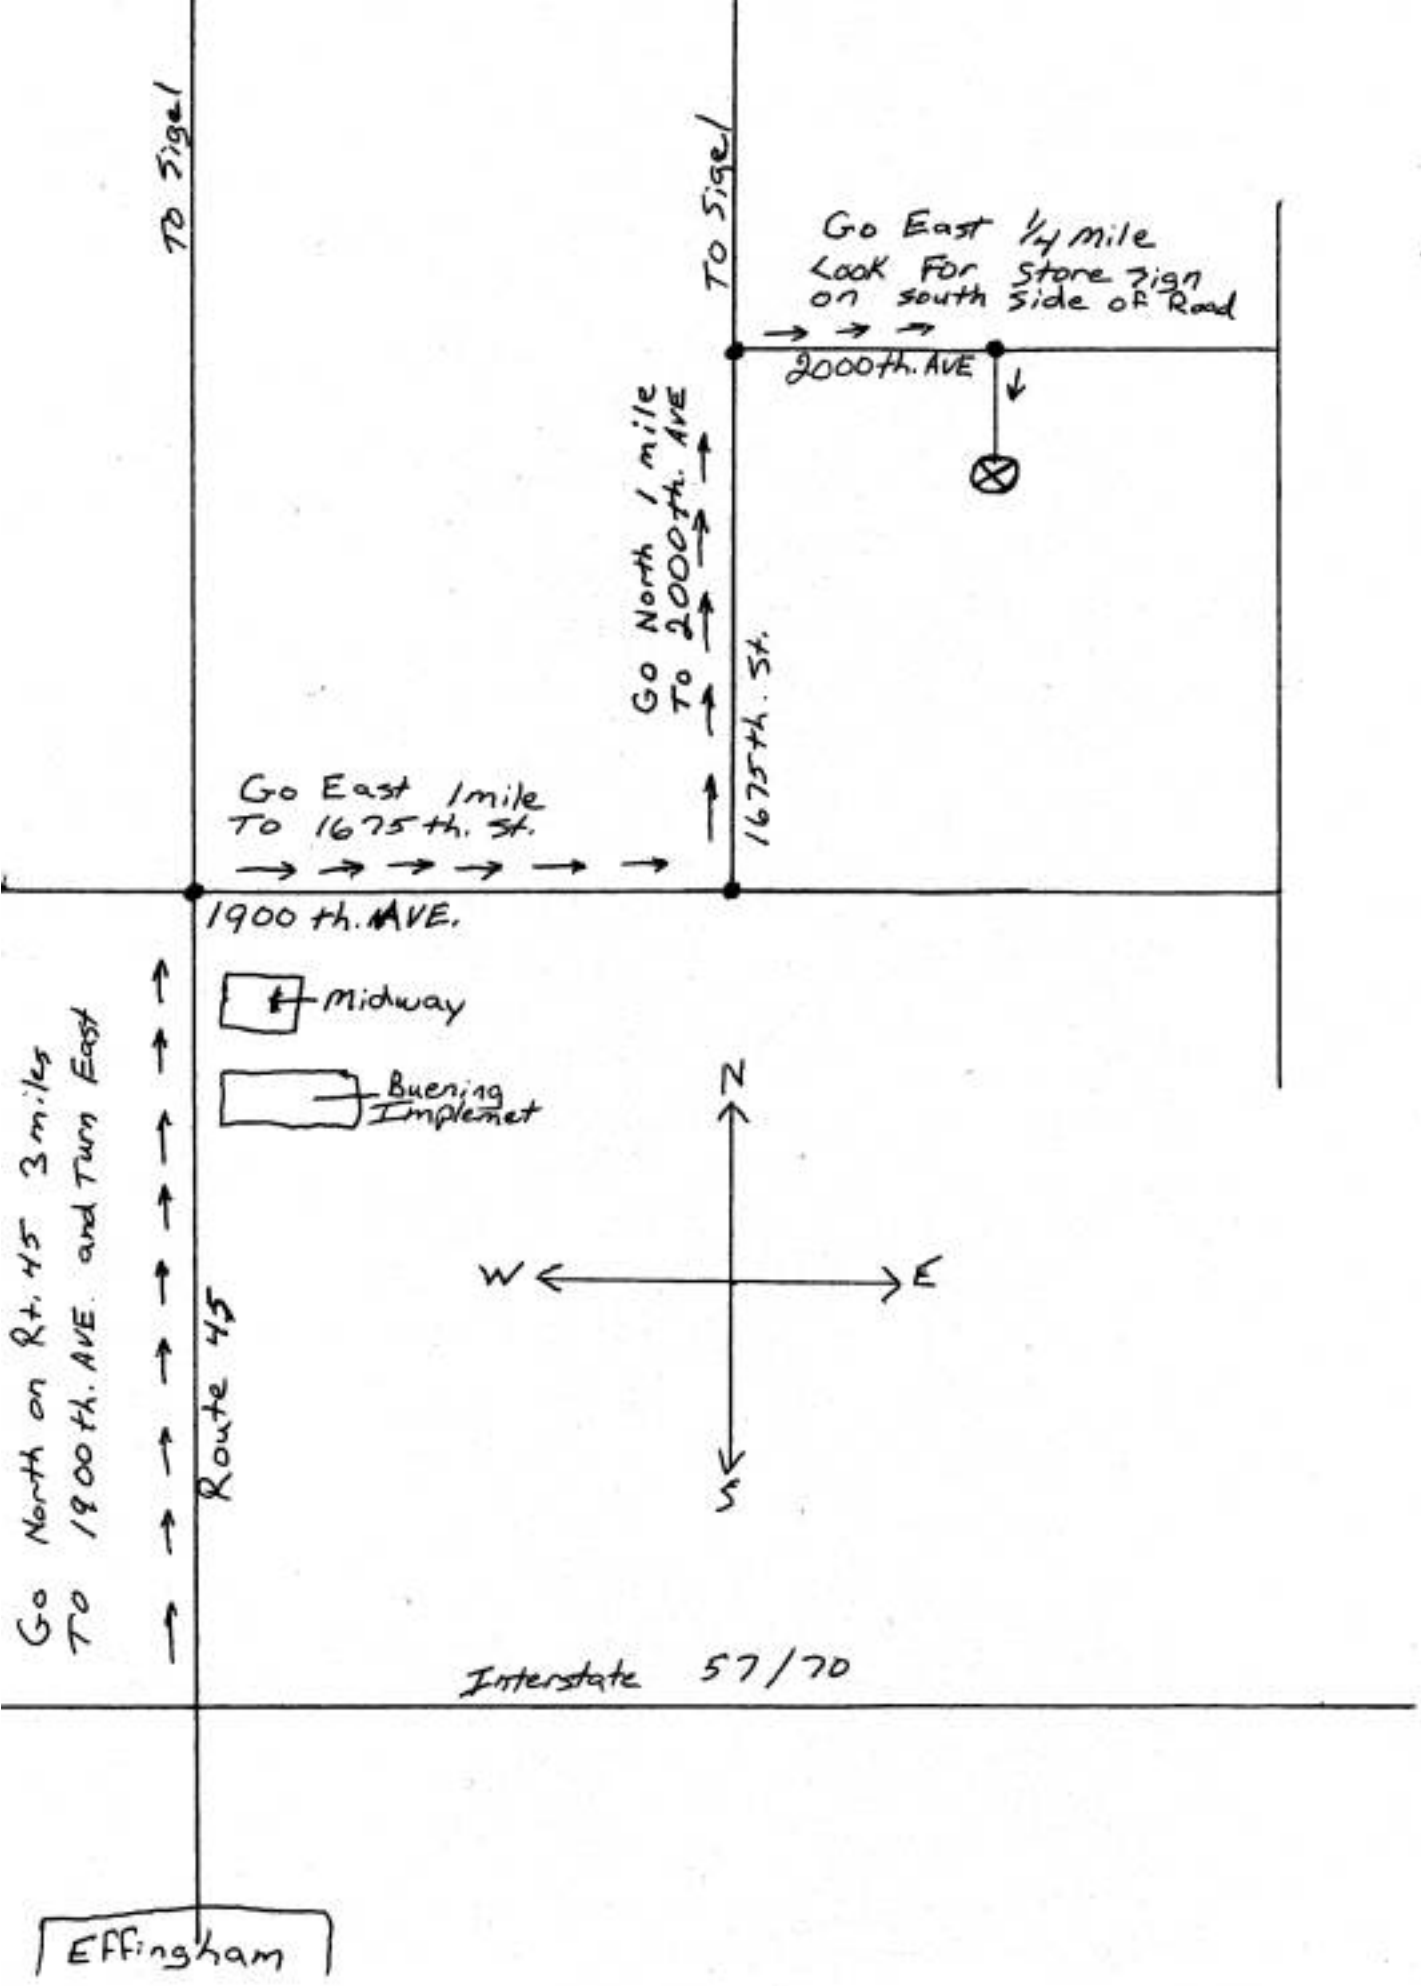 To Sigel
To Sigel
Go East 1/4 mile
Look For store sign
on south side of Road
2000th. AVE
Go North 1 mile
To 2000th. AVE
1675th. St.
Go East 1mile
To 1675th. St.
1900th. AVE.
Midway
Buening
Implemet
Go North on Rt. 45 3 miles
To 1900th. AVE. and Turn East
Route 45
N
W
E
S
Interstate 57/70
Effingham